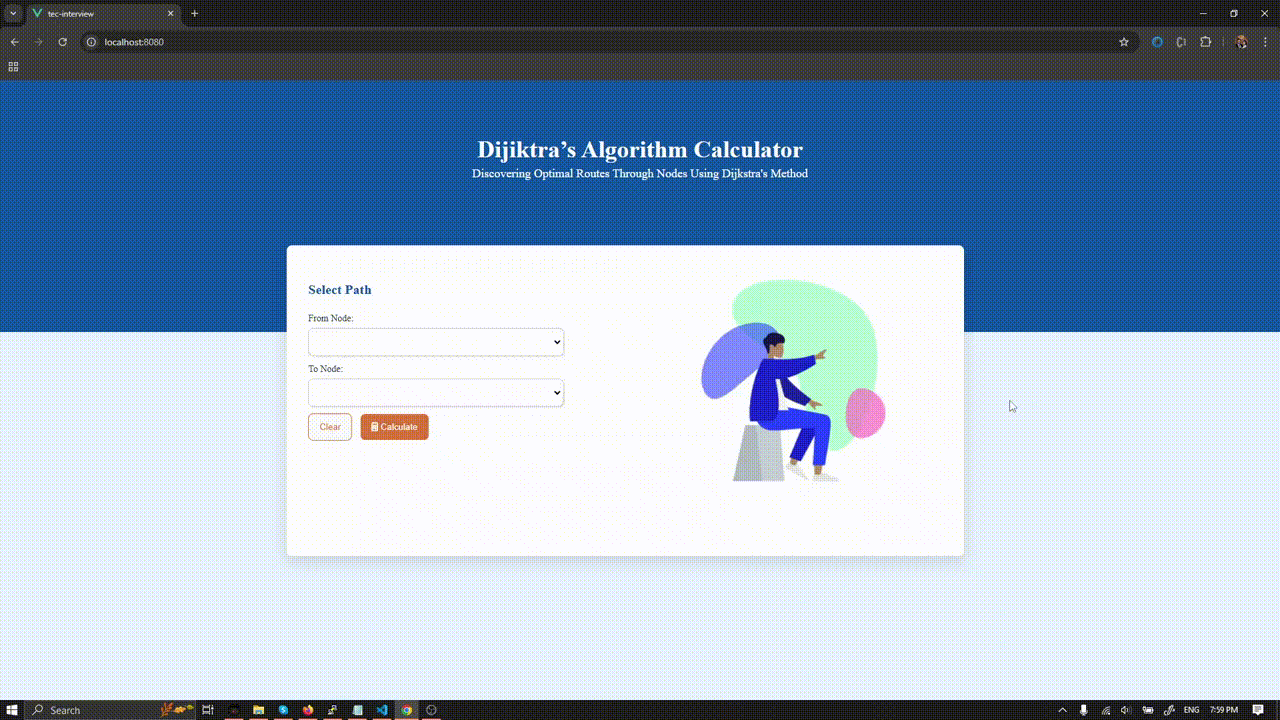 tec-interview
localhost:8080
Dijiktra’s Algorithm Calculator
Discovering Optimal Routes Through Nodes Using Dijkstra's Method
Select Path
From Node:
To Node:
Clear
Calculate
Search
ENG
7:59 PM